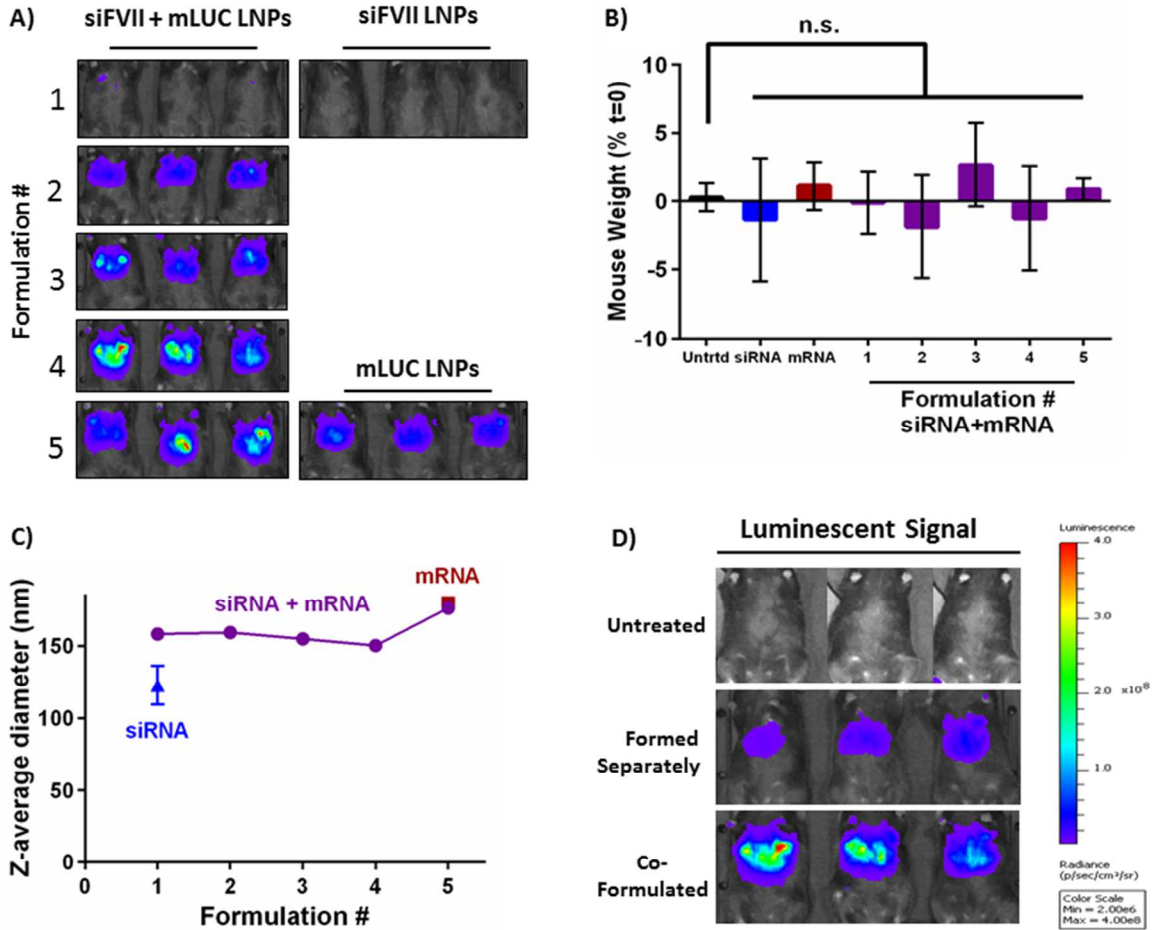 A)
siFVII + mLUC LNPs
siFVII LNPs
Formulation #
1
2
3
4
5
mLUC LNPs
B)
n.s.
Mouse Weight (% t=0)
10
5
0
-5
-10
Untrtd siRNA mRNA 1 2 3 4 5
Formulation #
siRNA+mRNA
C)
Z-average diameter (nm)
150
100
50
0
mRNA
siRNA + mRNA
siRNA
0 1 2 3 4 5
Formulation #
D)
Luminescent Signal
Untreated
Formed
Separately
Co-
Formulated
Luminescence
4.0
3.0
2.0 x10⁸
1.0
Radiance
(p/sec/cm²/sr)
Color Scale
Min = 2.00e6
Max = 4.00e8